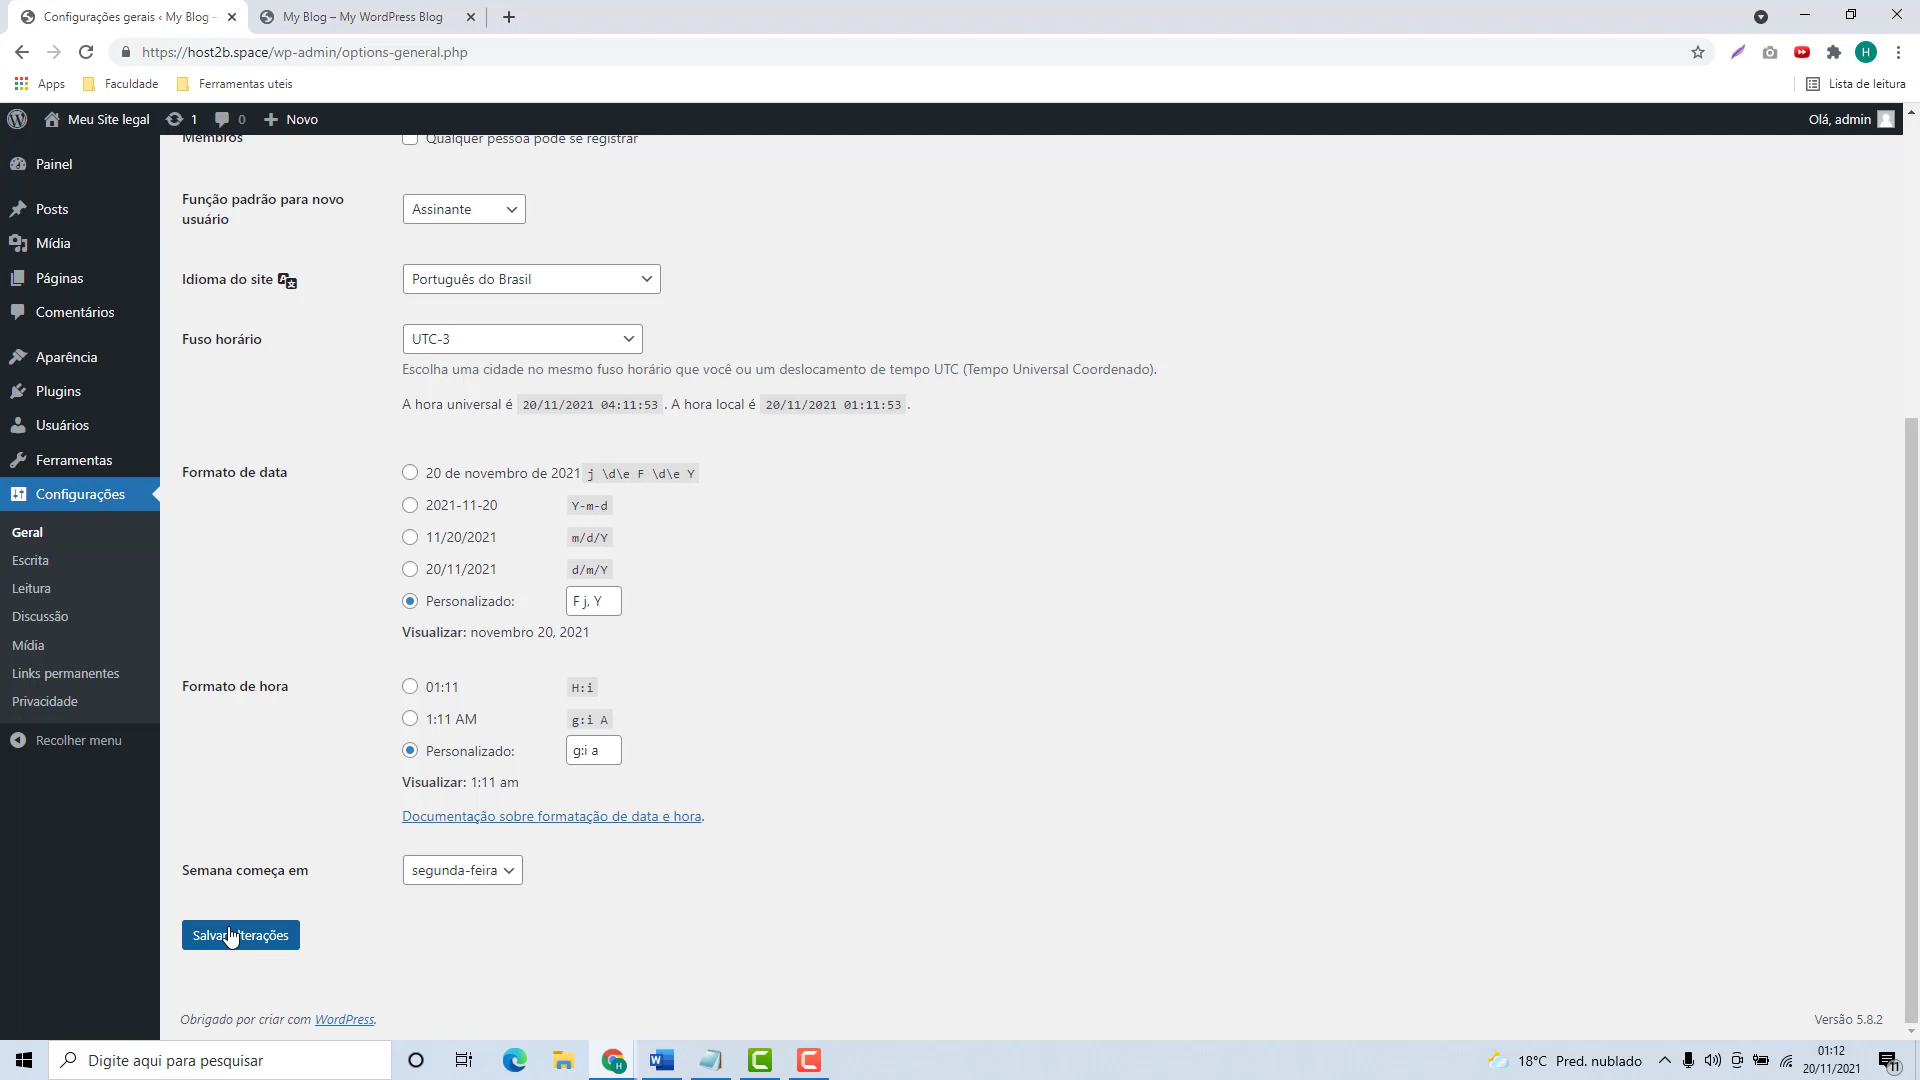 Configurações gerais ‹ My Blog –
My Blog – My WordPress Blog
https://host2b.space/wp-admin/options-general.php
H
Apps
Faculdade
Ferramentas uteis
Lista de leitura
Meu Site legal
1
0
Novo
Olá, admin
Painel
Posts
Mídia
Páginas
Comentários
Aparência
Plugins
Usuários
Ferramentas
Configurações
Geral
Escrita
Leitura
Discussão
Mídia
Links permanentes
Privacidade
Recolher menu
Membros
Qualquer pessoa pode se registrar
Função padrão para novo
usuário
Assinante
Idioma do site
Português do Brasil
Fuso horário
UTC-3
Escolha uma cidade no mesmo fuso horário que você ou um deslocamento de tempo UTC (Tempo Universal Coordenado).
A hora universal é 20/11/2021 04:11:53. A hora local é 20/11/2021 01:11:53.
Formato de data
20 de novembro de 2021 j \d\e F \d\e Y
2021-11-20 Y-m-d
11/20/2021 m/d/Y
20/11/2021 d/m/Y
Personalizado: F j, Y
Visualizar: novembro 20, 2021
Formato de hora
01:11 H:i
1:11 AM g:i A
Personalizado: g:i a
Visualizar: 1:11 am
Documentação sobre formatação de data e hora.
Semana começa em
segunda-feira
Salvar alterações
Obrigado por criar com WordPress.
Versão 5.8.2
Digite aqui para pesquisar
18°C Pred. nublado
01:12
20/11/2021
11